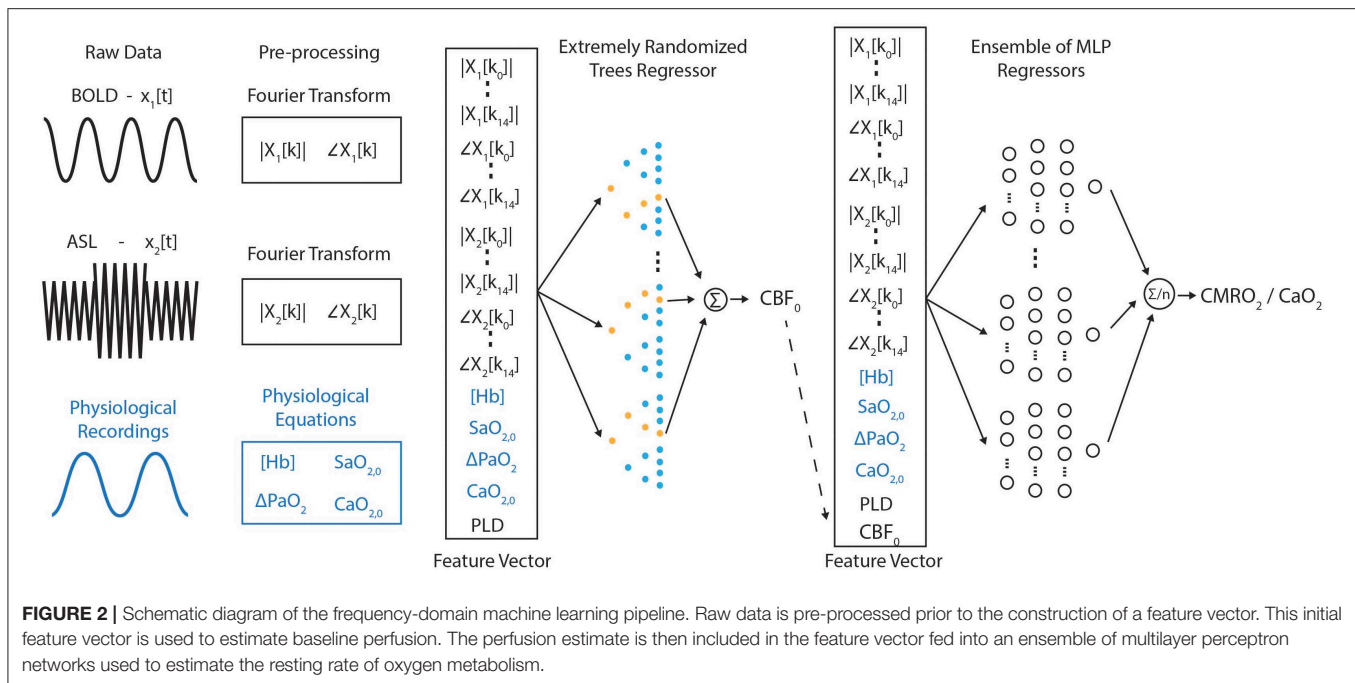 Raw Data
BOLD - x₁[t]
ASL - x₂[t]
Physiological
Recordings
Pre-processing
Fourier Transform
|X₁[k]| ∠X₁[k]
Fourier Transform
|X₂[k]| ∠X₂[k]
Physiological
Equations
[Hb] SaO₂,₀
ΔPaO₂ CaO₂,₀
|X₁[k₀]|
|X₁[k₁₄]|
∠X₁[k₀]
∠X₁[k₁₄]
|X₂[k₀]|
|X₂[k₁₄]|
∠X₂[k₀]
∠X₂[k₁₄]
[Hb]
SaO₂,₀
ΔPaO₂
CaO₂,₀
PLD
Feature Vector
Extremely Randomized
Trees Regressor
Σ
CBF₀
|X₁[k₀]|
|X₁[k₁₄]|
∠X₁[k₀]
∠X₁[k₁₄]
|X₂[k₀]|
|X₂[k₁₄]|
∠X₂[k₀]
∠X₂[k₁₄]
[Hb]
SaO₂,₀
ΔPaO₂
CaO₂,₀
PLD
CBF₀
Feature Vector
Ensemble of MLP
Regressors
Σ/n
CMRO₂ / CaO₂
FIGURE 2 | Schematic diagram of the frequency-domain machine learning pipeline. Raw data is pre-processed prior to the construction of a feature vector. This initial
feature vector is used to estimate baseline perfusion. The perfusion estimate is then included in the feature vector fed into an ensemble of multilayer perceptron
networks used to estimate the resting rate of oxygen metabolism.